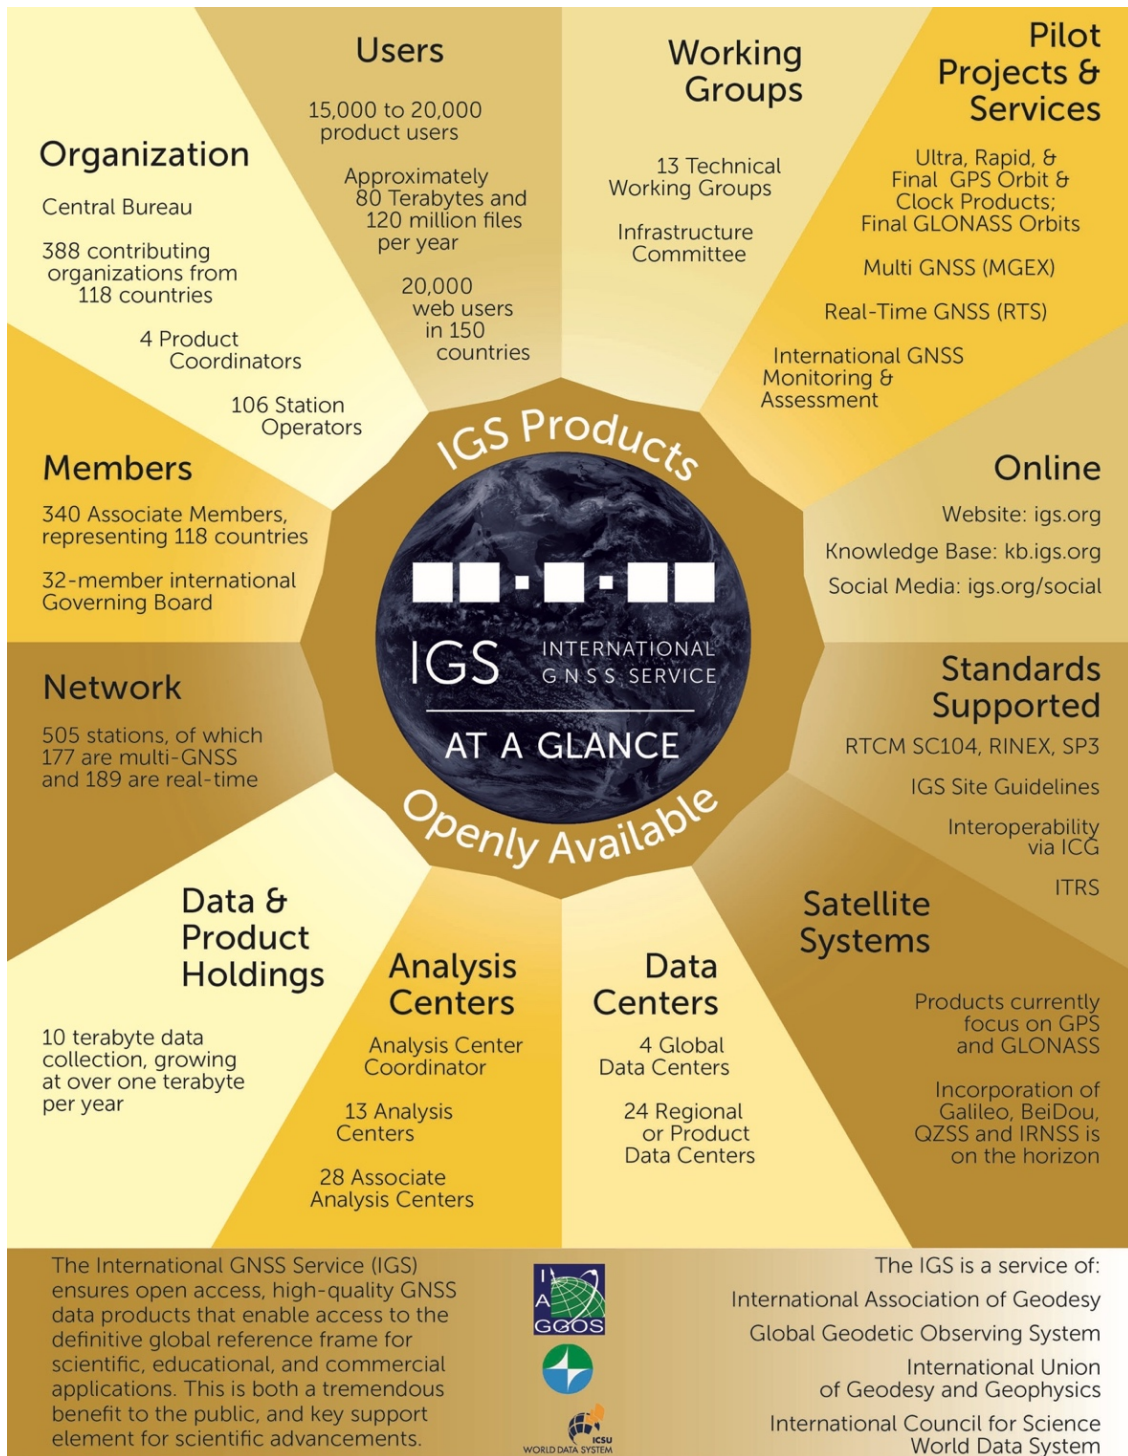 Users
15,000 to 20,000
product users
Approximately
80 Terabytes and
120 million files
per year
20,000
web users
in 150
countries
Working
Groups
13 Technical
Working Groups
Infrastructure
Committee
Pilot
Projects &
Services
Ultra, Rapid, &
Final GPS Orbit &
Clock Products;
Final GLONASS Orbits
Multi GNSS (MGEX)
Real-Time GNSS (RTS)
International GNSS
Monitoring &
Assessment
Organization
Central Bureau
388 contributing
organizations from
118 countries
4 Product
Coordinators
106 Station
Operators
Members
340 Associate Members,
representing 118 countries
32-member international
Governing Board
Network
505 stations, of which
177 are multi-GNSS
and 189 are real-time
IGS Products
IGS
INTERNATIONAL
GNSS SERVICE
AT A GLANCE
Openly Available
Online
Website: igs.org
Knowledge Base: kb.igs.org
Social Media: igs.org/social
Standards
Supported
RTCM SC104, RINEX, SP3
IGS Site Guidelines
Interoperability
via ICG
ITRS
Data &
Product
Holdings
10 terabyte data
collection, growing
at over one terabyte
per year
Analysis
Centers
Analysis Center
Coordinator
13 Analysis
Centers
28 Associate
Analysis Centers
Data
Centers
4 Global
Data Centers
24 Regional
or Product
Data Centers
Satellite
Systems
Products currently
focus on GPS
and GLONASS
Incorporation of
Galileo, BeiDou,
QZSS and IRNSS is
on the horizon
The International GNSS Service (IGS)
ensures open access, high-quality GNSS
data products that enable access to the
definitive global reference frame for
scientific, educational, and commercial
applications. This is both a tremendous
benefit to the public, and key support
element for scientific advancements.
I
A
GGOS
ICSU
WORLD DATA SYSTEM
The IGS is a service of:
International Association of Geodesy
Global Geodetic Observing System
International Union
of Geodesy and Geophysics
International Council for Science
World Data System